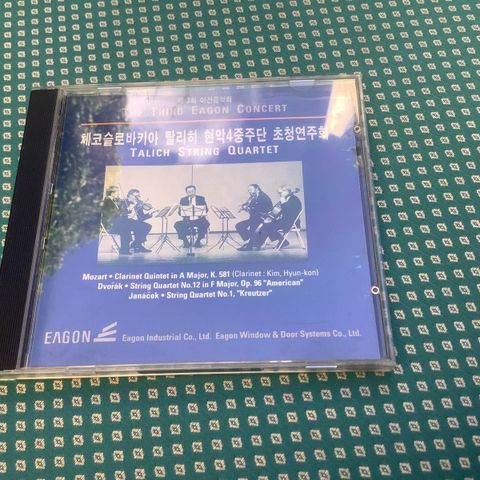 제3회 이건음악회
THE THIRD EAGON CONCERT
체코슬로바키아 탈리히 현악4중주단 초청연주회
TALICH STRING QUARTET
Mozart • Clarinet Quintet in A Major, K. 581 (Clarinet : Kim, Hyun-kon)
Dvořák • String Quartet No.12 in F Major, Op. 96 "American"
Janáček • String Quartet No.1, "Kreutzer"
EAGON Eagon Industrial Co., Ltd. Eagon Window & Door Systems Co., Ltd.